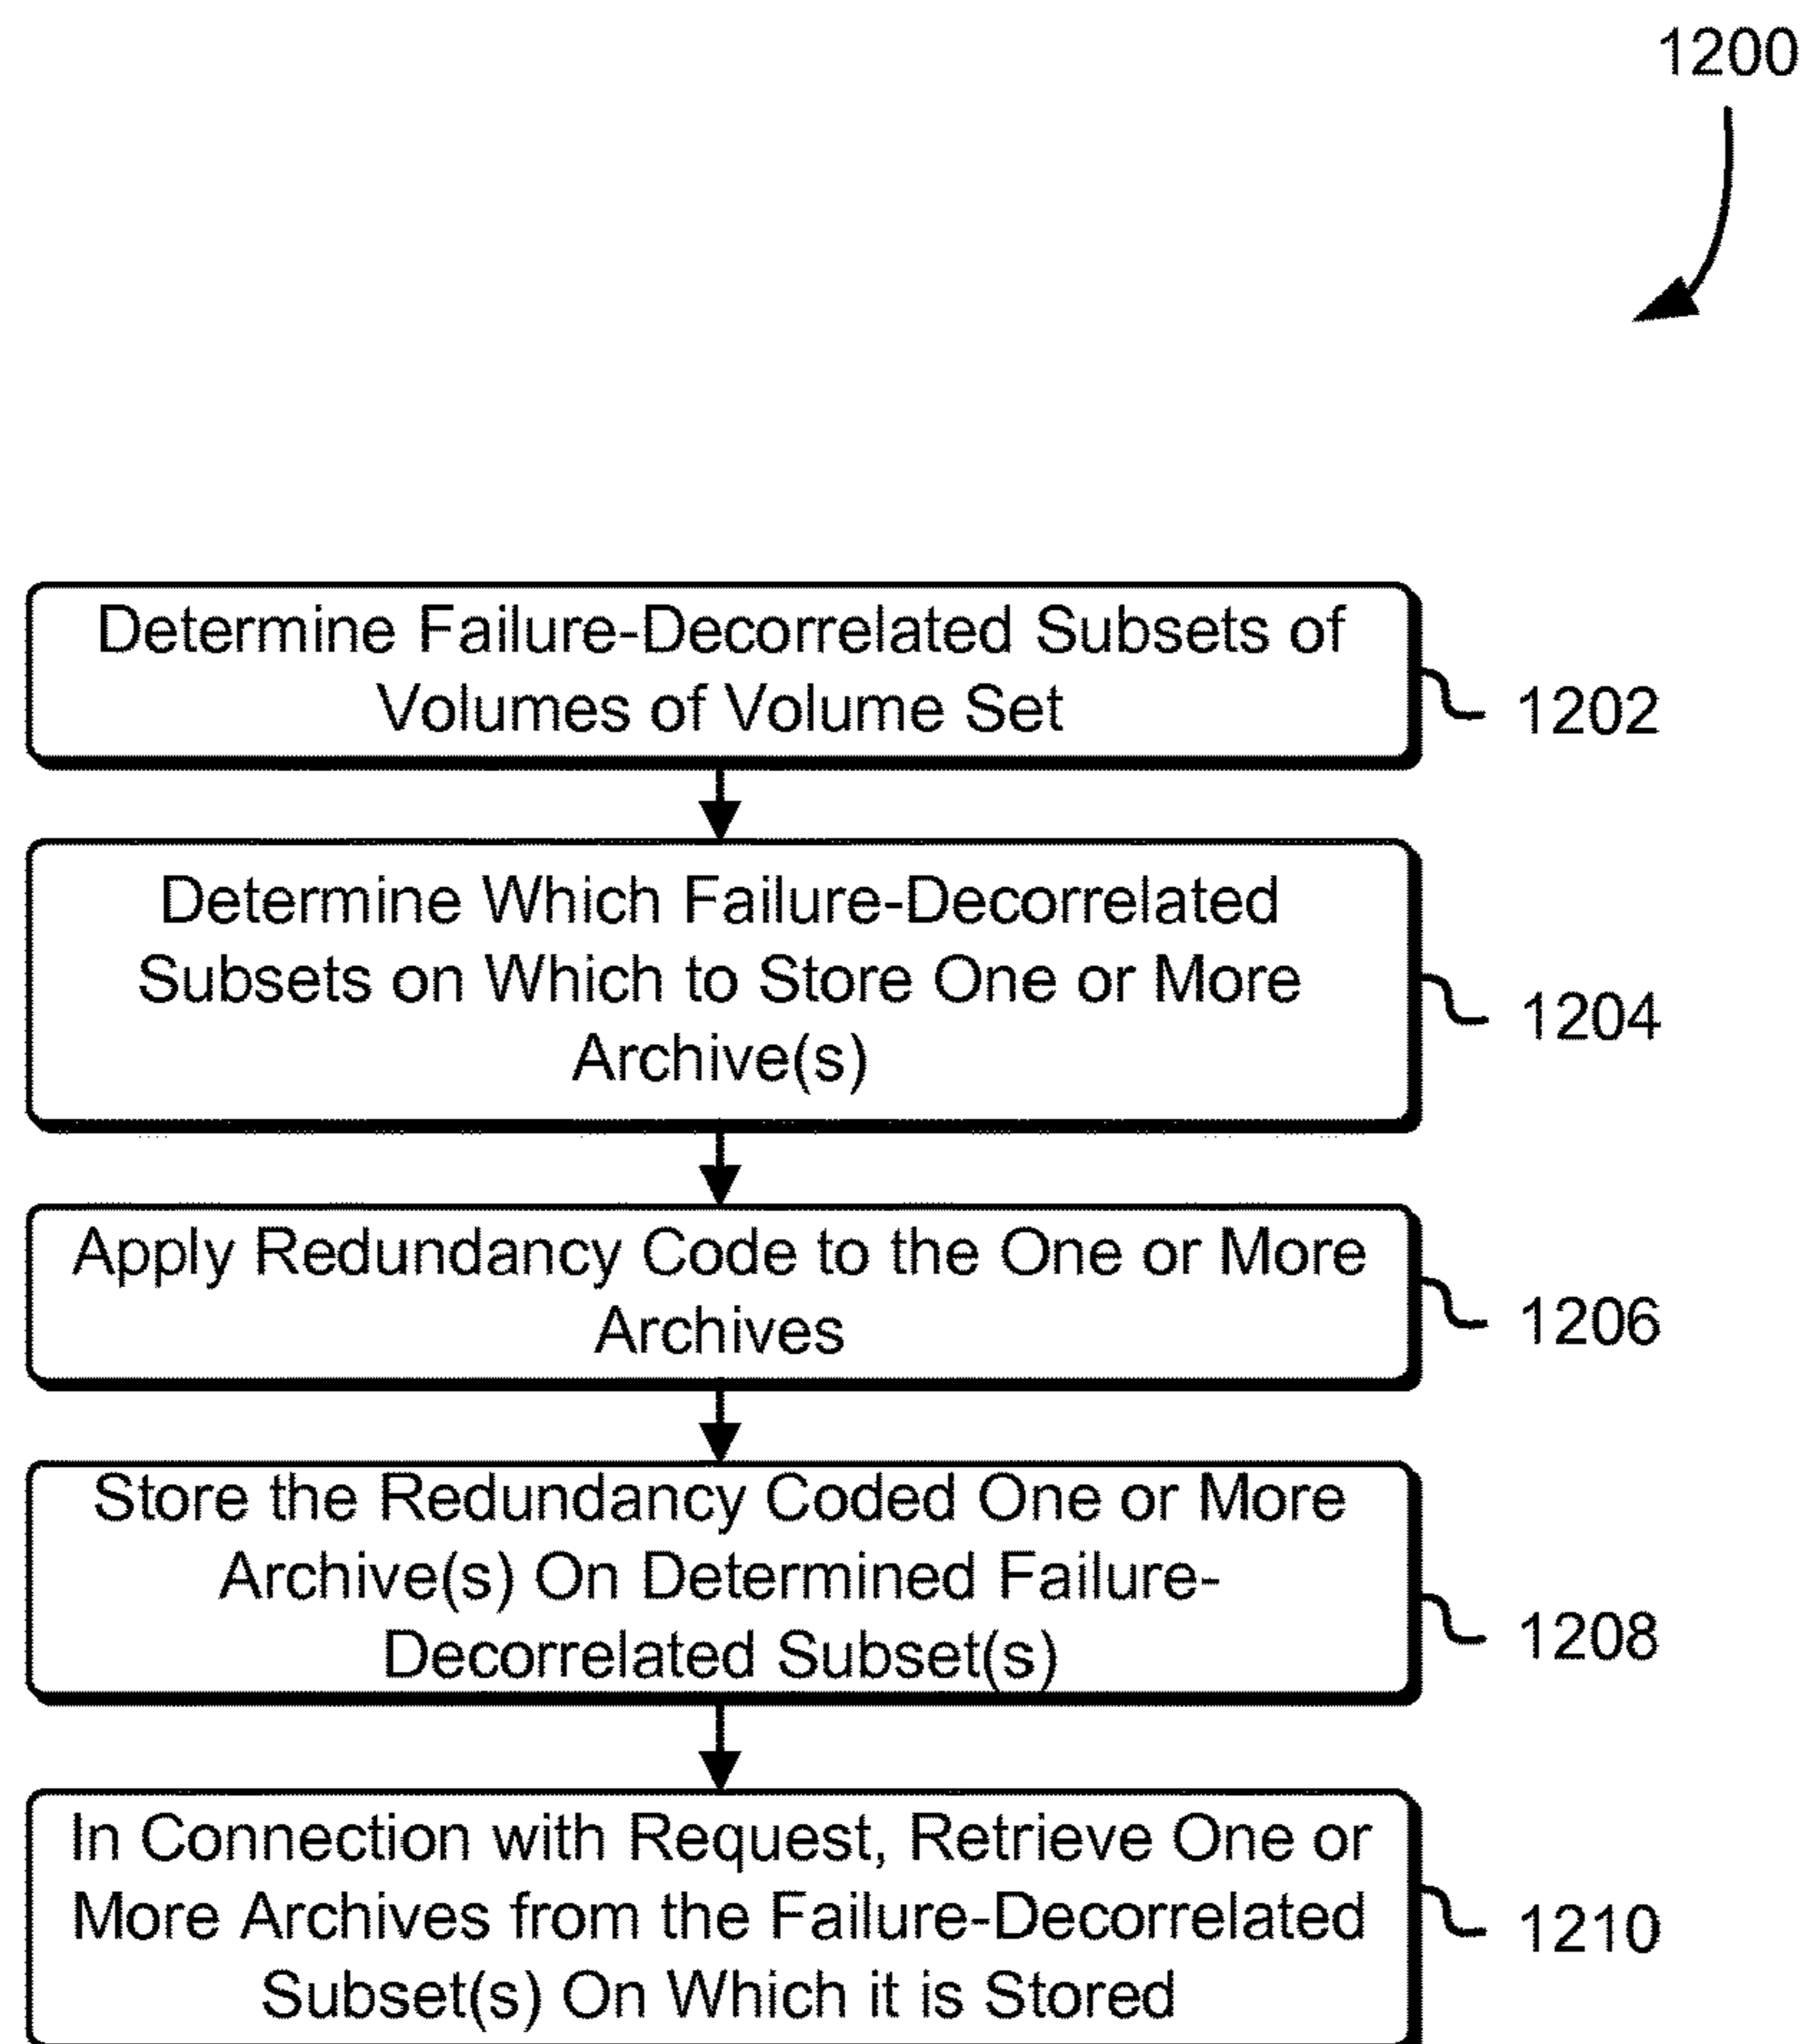 1200
Determine Failure-Decorrelated Subsets of
Volumes of Volume Set
1202
Determine Which Failure-Decorrelated
Subsets on Which to Store One or More
Archive(s)
1204
Apply Redundancy Code to the One or More
Archives
1206
Store the Redundancy Coded One or More
Archive(s) On Determined Failure-
Decorrelated Subset(s)
1208
In Connection with Request, Retrieve One or
More Archives from the Failure-Decorrelated
Subset(s) On Which it is Stored
1210